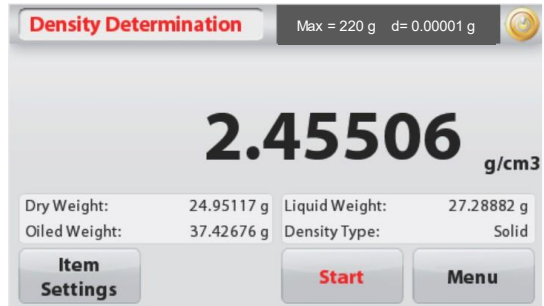 Density Determination Max = 220 g d= 0.00001 g
2.45506 g/cm3
Dry Weight: 24.95117 g Liquid Weight: 27.28882 g
Oiled Weight: 37.42676 g Density Type: Solid
Item
Settings
Start
Menu